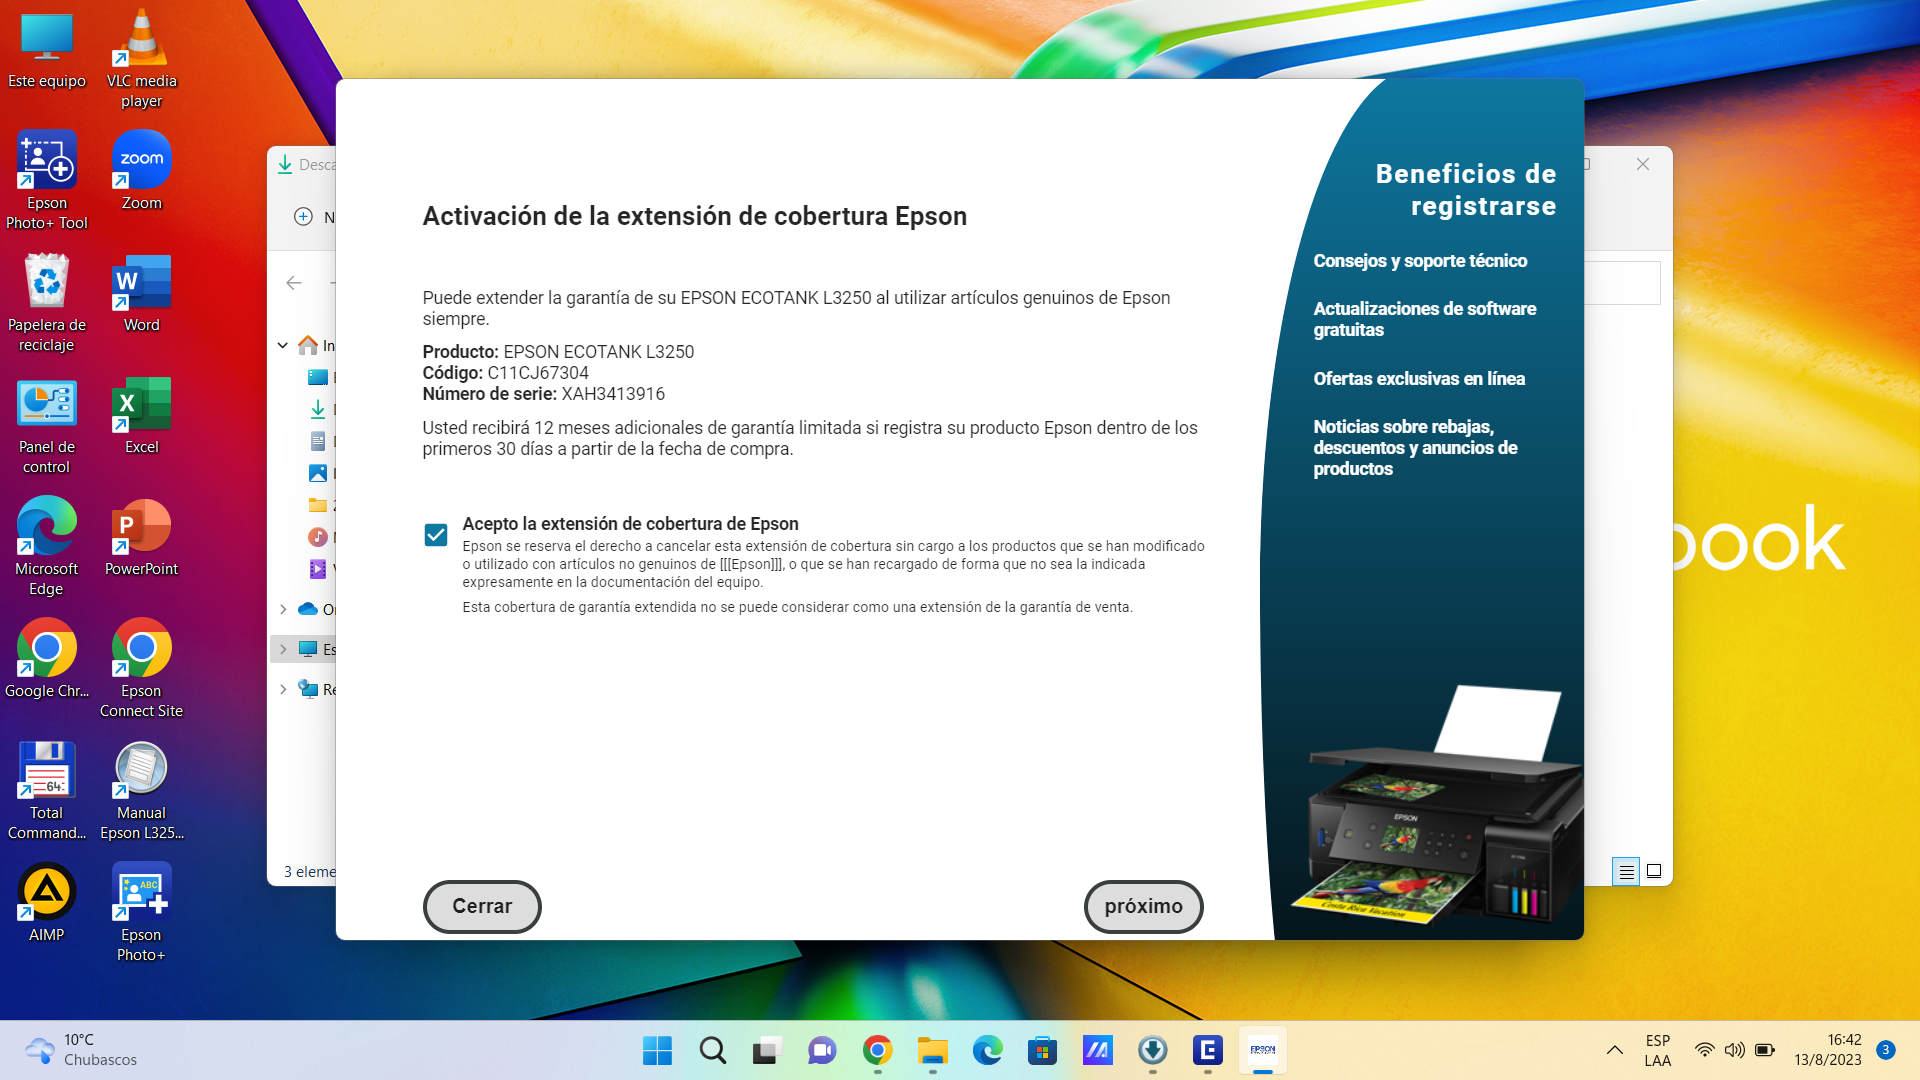 Este equipo
VLC media
player
Epson
Photo+ Tool
zoom
Zoom
Papelera de
reciclaje
W
Word
Panel de
control
X
Excel
Microsoft
Edge
P
PowerPoint
Google Chr...
Epson
Connect Site
64
Total
Command...
Manual
Epson L325...
AIMP
ABC
Epson
Photo+
Desca
N
In
Es
Re
3 eleme
Activación de la extensión de cobertura Epson
Puede extender la garantía de su EPSON ECOTANK L3250 al utilizar artículos genuinos de Epson
siempre.
Producto: EPSON ECOTANK L3250
Código: C11CJ67304
Número de serie: XAH3413916
Usted recibirá 12 meses adicionales de garantía limitada si registra su producto Epson dentro de los
primeros 30 días a partir de la fecha de compra.
Acepto la extensión de cobertura de Epson
Epson se reserva el derecho a cancelar esta extensión de cobertura sin cargo a los productos que se han modificado
o utilizado con artículos no genuinos de [[[Epson]]], o que se han recargado de forma que no sea la indicada
expresamente en la documentación del equipo.
Esta cobertura de garantía extendida no se puede considerar como una extensión de la garantía de venta.
Cerrar
próximo
Beneficios de
registrarse
Consejos y soporte técnico
Actualizaciones de software
gratuitas
Ofertas exclusivas en línea
Noticias sobre rebajas,
descuentos y anuncios de
productos
EPSON
Costa Rica Vacation
book
10°C
Chubascos
E
EPSON
ESP
LAA
16:42
13/8/2023
3